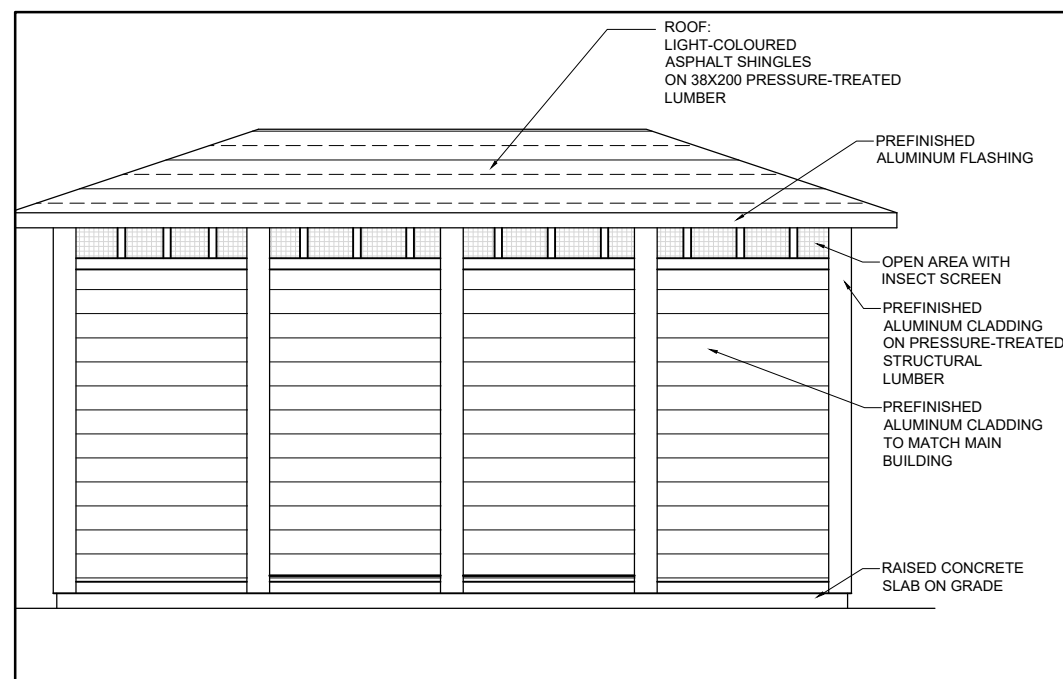 ROOF:
LIGHT-COLOURED
ASPHALT SHINGLES
ON 38X200 PRESSURE-TREATED
LUMBER
PREFINISHED
ALUMINUM FLASHING
OPEN AREA WITH
INSECT SCREEN
PREFINISHED
ALUMINUM CLADDING
ON PRESSURE-TREATED
STRUCTURAL
LUMBER
PREFINISHED
ALUMINUM CLADDING
TO MATCH MAIN
BUILDING
RAISED CONCRETE
SLAB ON GRADE